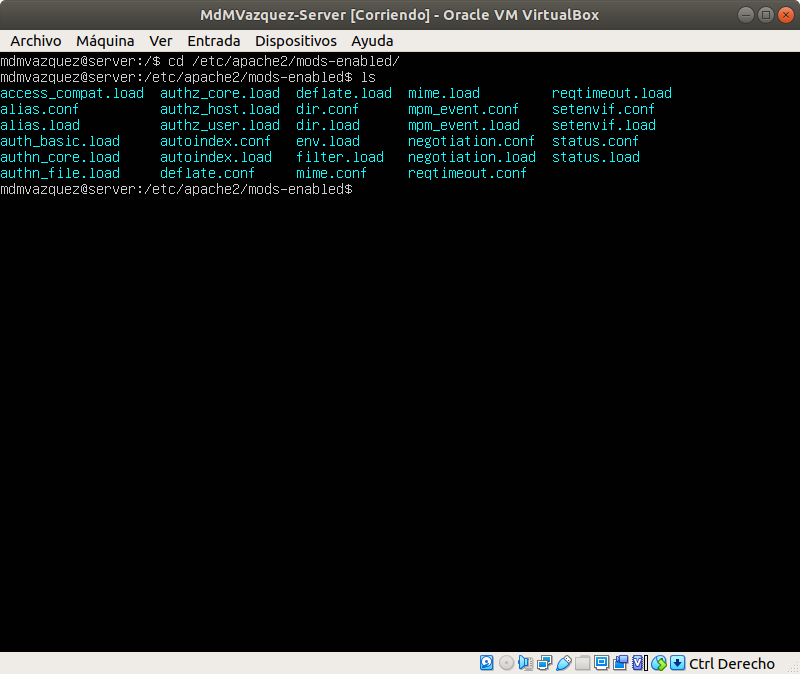 MdMVazquez-Server [Corriendo] - Oracle VM VirtualBox
Archivo Máquina Ver Entrada Dispositivos Ayuda
mdmvazquez@server:/$ cd /etc/apache2/mods-enabled/
mdmvazquez@server:/etc/apache2/mods-enabled$ ls
access_compat.load authz_core.load deflate.load mime.load reqtimeout.load
alias.conf authz_host.load dir.conf mpm_event.conf setenvif.conf
alias.load authz_user.load dir.load mpm_event.load setenvif.load
auth_basic.load autoindex.conf env.load negotiation.conf status.conf
authn_core.load autoindex.load filter.load negotiation.load status.load
authn_file.load deflate.conf mime.conf reqtimeout.conf
mdmvazquez@server:/etc/apache2/mods-enabled$
Ctrl Derecho